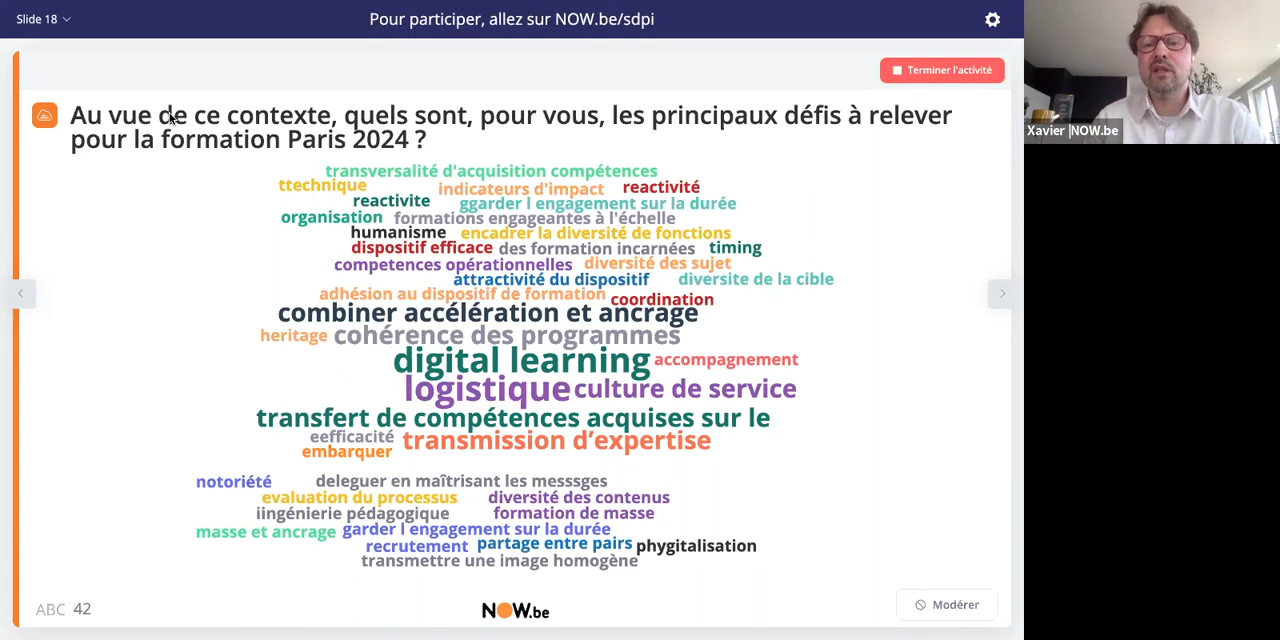 Slide 18
Pour participer, allez sur NOW.be/sdpi
Terminer l'activité
Au vue de ce contexte, quels sont, pour vous, les principaux défis à relever
pour la formation Paris 2024 ?
transversalité d'acquisition compétences
ttechnique indicateurs d'impact reactivité
reactivite ggarder l engagement sur la durée
organisation formations engageantes à l'échelle
humanisme encadrer la diversité de fonctions
dispositif efficace des formation incarnées timing
competences opérationnelles diversité des sujet
attractivité du dispositif diversite de la cible
adhésion au dispositif de formation coordination
combiner accélération et ancrage
heritage cohérence des programmes
digital learning accompagnement
logistique culture de service
transfert de compétences acquises sur le
eefficacité transmission d’expertise
embarquer
notoriété deleguer en maîtrisant les messsges
evaluation du processus diversité des contenus
iingénierie pédagogique formation de masse
masse et ancrage garder l engagement sur la durée
recrutement partage entre pairs phygitalisation
transmettre une image homogène
ABC 42
NOW.be
Modérer
Xavier |NOW.be